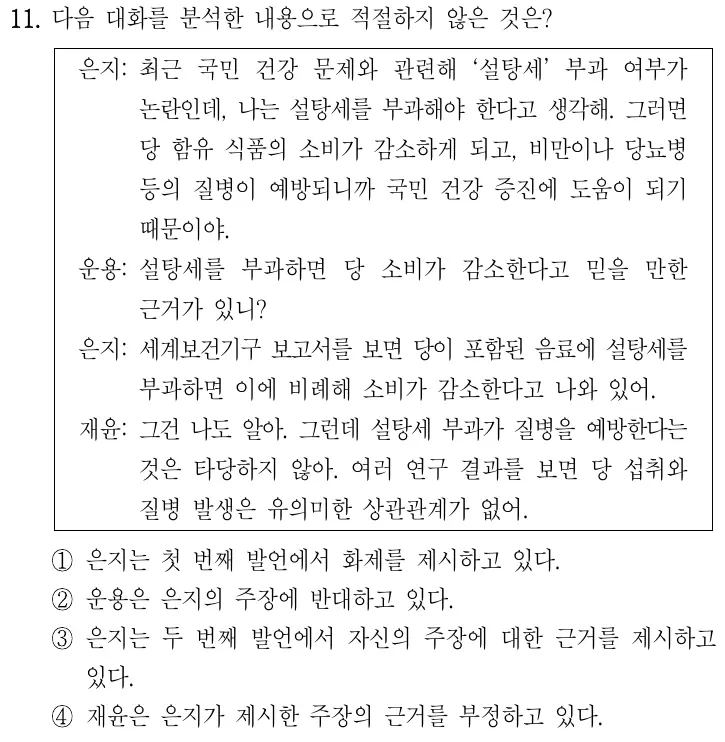 11. 다음 대화를 분석한 내용으로 적절하지 않은 것은?
은지: 최근 국민 건강 문제와 관련해 ‘설탕세’ 부과 여부가
논란인데, 나는 설탕세를 부과해야 한다고 생각해. 그러면
당 함유 식품의 소비가 감소하게 되고, 비만이나 당뇨병
등의 질병이 예방되니까 국민 건강 증진에 도움이 되기
때문이야.
운용: 설탕세를 부과하면 당 소비가 감소한다고 믿을 만한
근거가 있니?
은지: 세계보건기구 보고서를 보면 당이 포함된 음료에 설탕세를
부과하면 이에 비례해 소비가 감소한다고 나와 있어.
재윤: 그건 나도 알아. 그런데 설탕세 부과가 질병을 예방한다는
것은 타당하지 않아. 여러 연구 결과를 보면 당 섭취와
질병 발생은 유의미한 상관관계가 없어.
① 은지는 첫 번째 발언에서 화제를 제시하고 있다.
② 운용은 은지의 주장에 반대하고 있다.
③ 은지는 두 번째 발언에서 자신의 주장에 대한 근거를 제시하고
있다.
④ 재윤은 은지가 제시한 주장의 근거를 부정하고 있다.